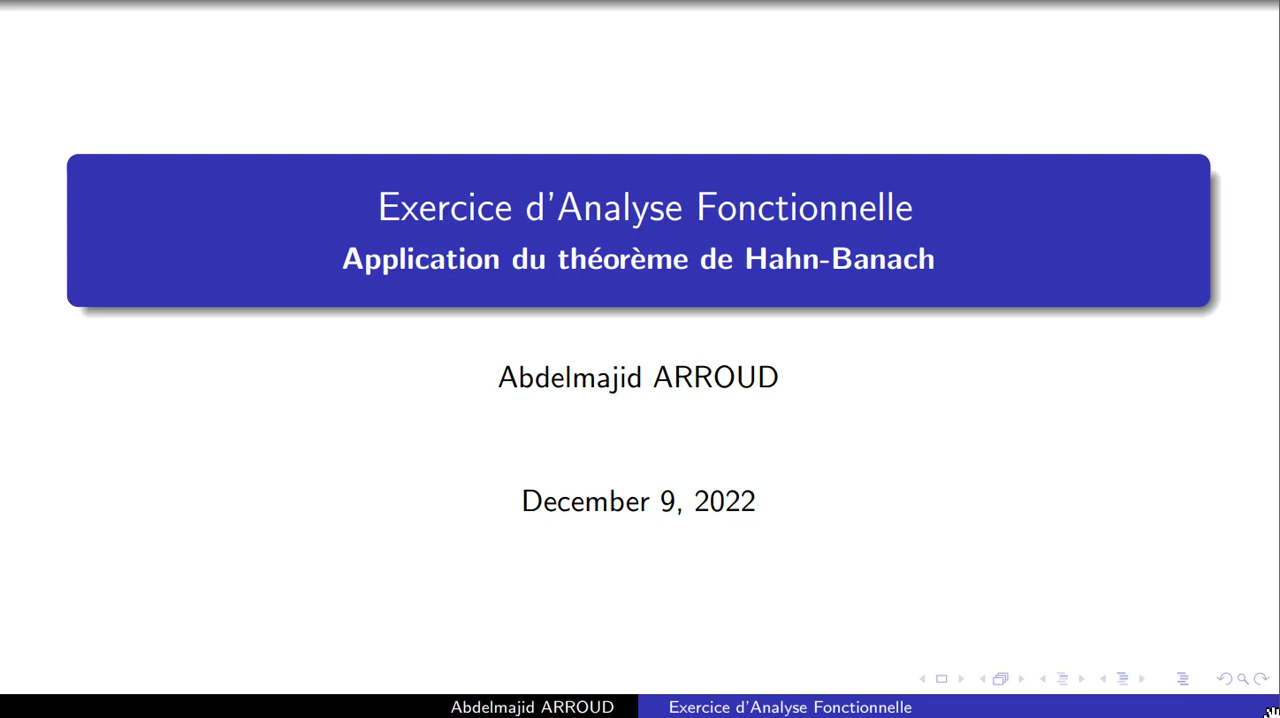 Exercice d'Analyse Fonctionnelle
Application du théorème de Hahn-Banach
Abdelmajid ARROUD
December 9, 2022
Abdelmajid ARROUD
Exercice d'Analyse Fonctionnelle